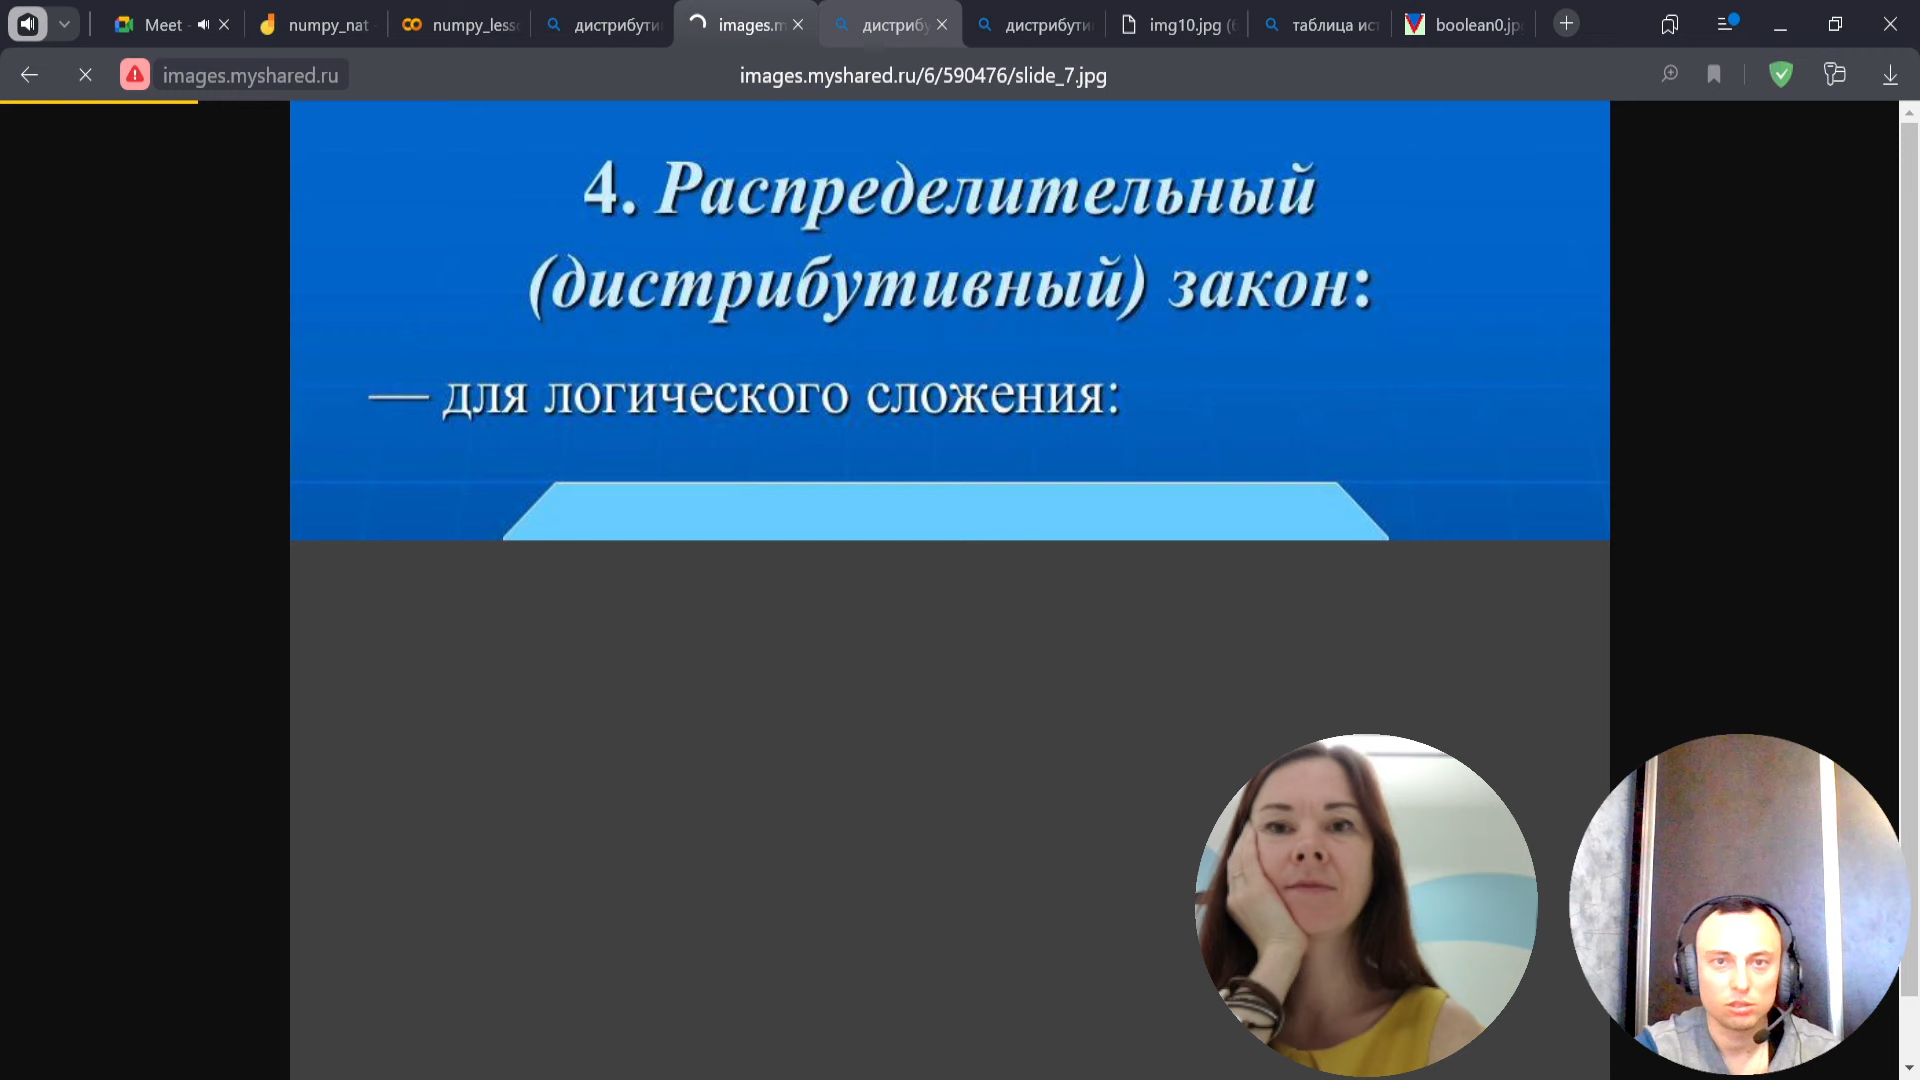 Meet -
numpy_nat
numpy_less
дистрибути
images.m
дистрибу
дистрибути
img10.jpg (6
таблица ист
boolean0.jp
images.myshared.ru
images.myshared.ru/6/590476/slide_7.jpg
4. Распределительный
(дистрибутивный) закон:
— для логического сложения: